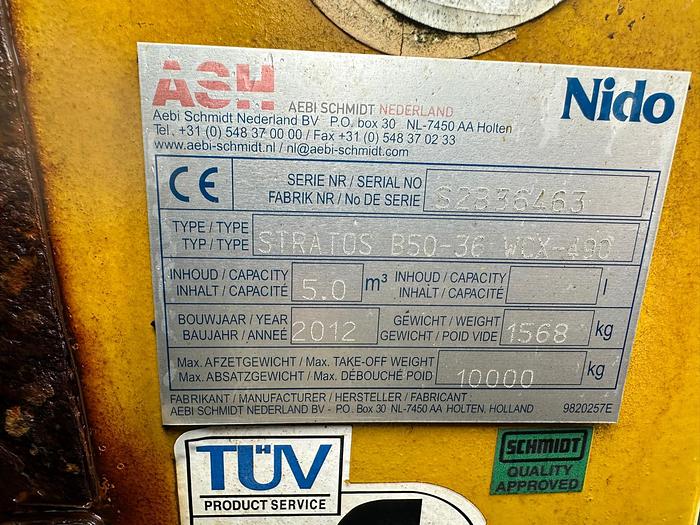 ASH AEBI SCHMIDT NEDERLAND
Nido
Aebi Schmidt Nederland BV P.O. box 30 NL-7450 AA Holten
Tel. +31 (0) 548 37 00 00 / Fax +31 (0) 548 37 02 33
www.aebi-schmidt.nl / nl@aebi-schmidt.com
CE
SERIE NR / SERIAL NO
FABRIK NR / No DE SERIE
S2336463
TYPE / TYPE
TYP / TYPE
STRATOS B50-36 WCX-490
INHOUD / CAPACITY
INHALT / CAPACITÉ
5.0 m³
INHOUD / CAPACITY
INHALT / CAPACITÉ
l
BOUWJAAR / YEAR
BAUJAHR / ANNEÉ
2012
GEWICHT / WEIGHT
GEWICHT / POID VIDE
1568 kg
Max. AFZETGEWICHT / Max. TAKE-OFF WEIGHT
Max. ABSATZGEWICHT / Max. DÉBOUCHÉ POID
10000 kg
FABRIKANT / MANUFACTURER / HERSTELLER / FABRICANT :
AEBI SCHMIDT NEDERLAND BV - PO. Box 30 NL-7450 AA HOLTEN, HOLLAND 9820257E
TÜV
PRODUCT SERVICE
SCHMIDT
QUALITY
APPROVED